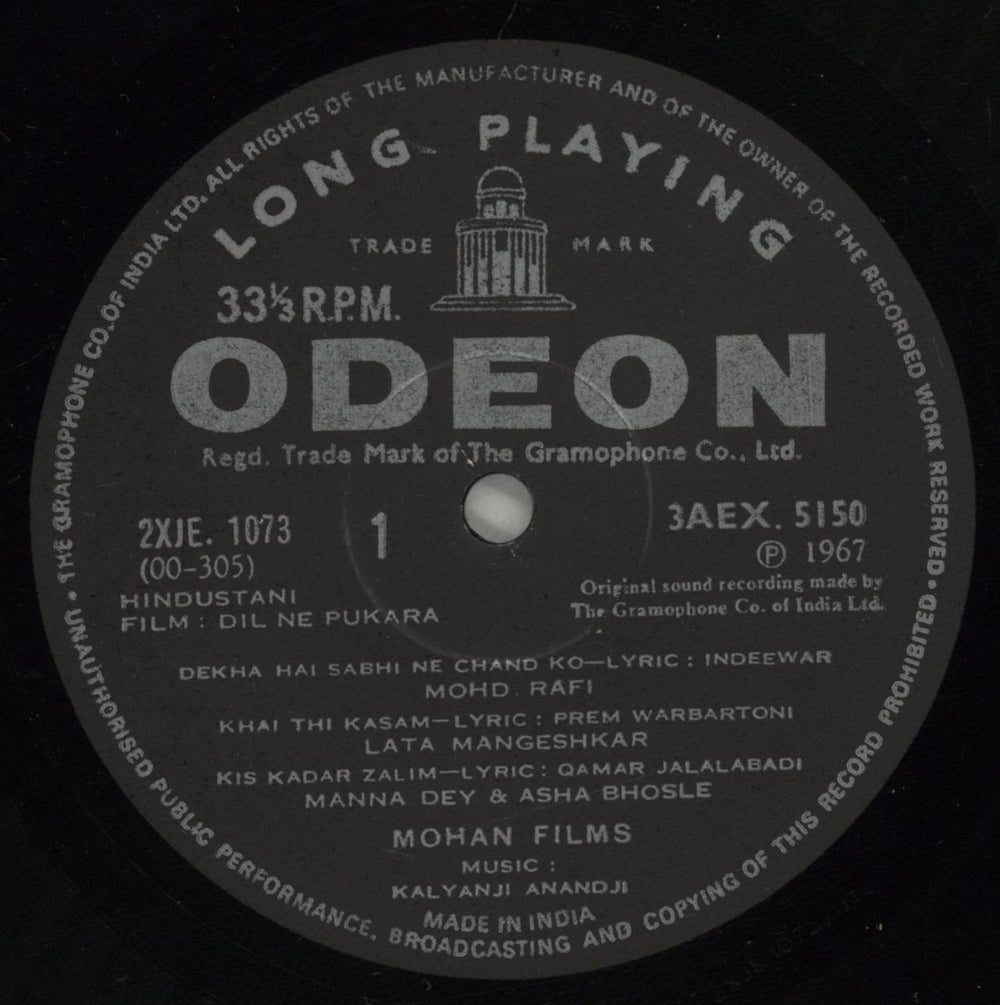 THE GRAMOPHONE CO. OF INDIA LTD. ALL RIGHTS OF THE MANUFACTURER AND OF THE OWNER OF THE RECORDED WORK RESERVED • UNAUTHORISED PUBLIC PERFORMANCE, BROADCASTING AND COPYING OF THIS RECORD PROHIBITED •
LONG PLAYING
TRADE MARK
33⅓ R.P.M.
ODEON
Regd. Trade Mark of The Gramophone Co., Ltd.
2XJE. 1073
(OO-305)
1
3AEX. 5150
℗ 1967
Original sound recording made by
The Gramophone Co. of India Ltd.
HINDUSTANI
FILM : DIL NE PUKARA
DEKHA HAI SABHI NE CHAND KO—LYRIC : INDEEWAR
MOHD. RAFI
KHAI THI KASAM—LYRIC : PREM WARBARTONI
LATA MANGESHKAR
KIS KADAR ZALIM—LYRIC : QAMAR JALALABADI
MANNA DEY & ASHA BHOSLE
MOHAN FILMS
MUSIC :
KALYANJI ANANDJI
MADE IN INDIA